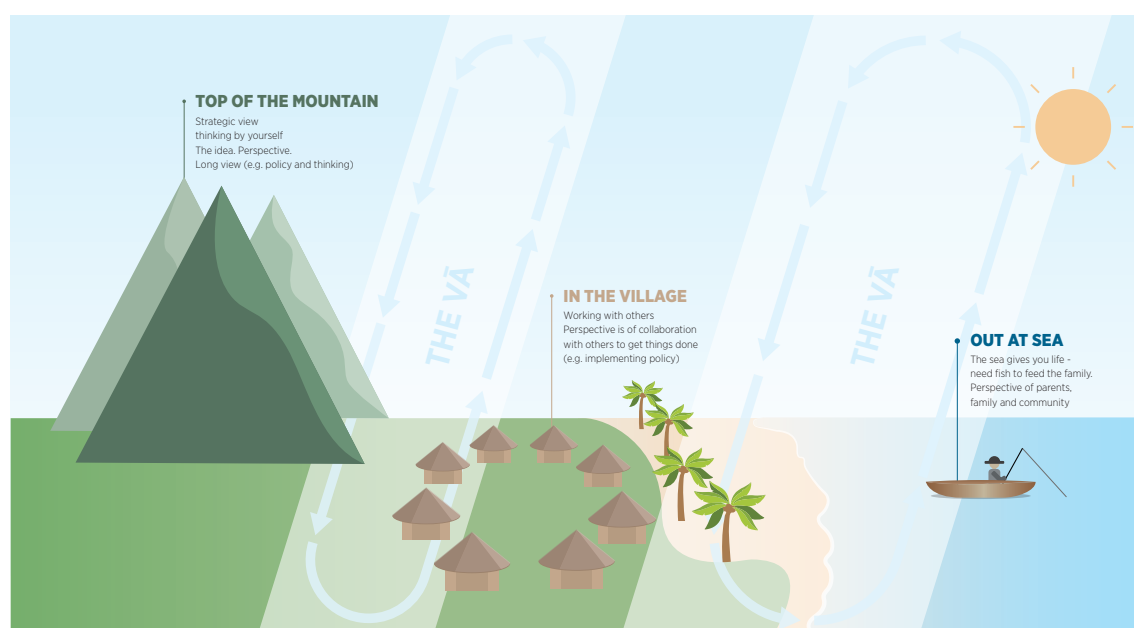 TOP OF THE MOUNTAIN
Strategic view
thinking by yourself
The idea. Perspective.
Long view (e.g. policy and thinking)
THE VĀ
IN THE VILLAGE
Working with others
Perspective is of collaboration
with others to get things done
(e.g. implementing policy)
THE VĀ
OUT AT SEA
The sea gives you life -
need fish to feed the family.
Perspective of parents,
family and community